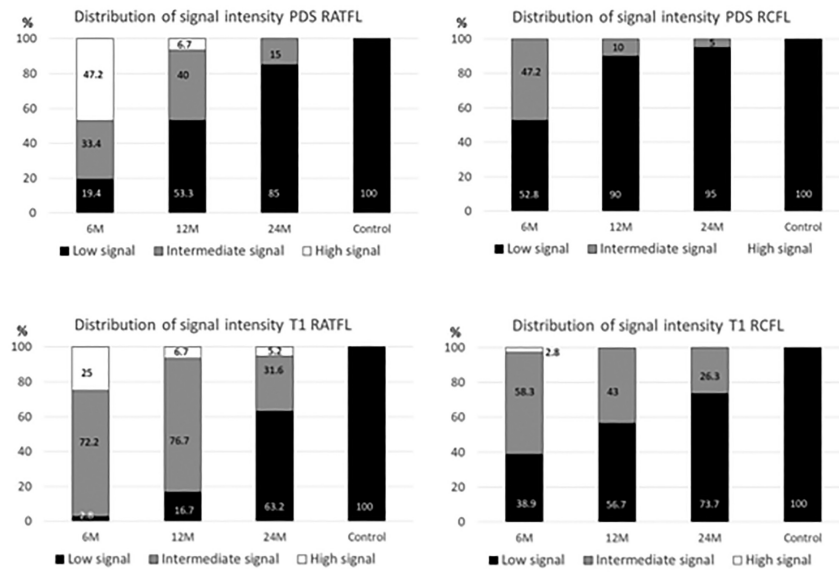 Distribution of signal intensity PDS RATFL
%
100
80
60
40
20
0
47.2
33.4
19.4
6.7
40
53.3
15
85
100
6M
12M
24M
Control
Low signal
Intermediate signal
High signal
Distribution of signal intensity PDS RCFL
%
100
80
60
40
20
0
47.2
52.8
10
90
5
95
100
6M
12M
24M
Control
Low signal
Intermediate signal
High signal
Distribution of signal intensity T1 RATFL
%
100
80
60
40
20
0
25
72.2
2.8
6.7
76.7
16.7
5.2
31.6
63.2
100
6M
12M
24M
Control
Low signal
Intermediate signal
High signal
Distribution of signal intensity T1 RCFL
%
100
80
60
40
20
0
2.8
58.3
38.9
43
56.7
26.3
73.7
100
6M
12M
24M
Control
Low signal
Intermediate signal
High signal